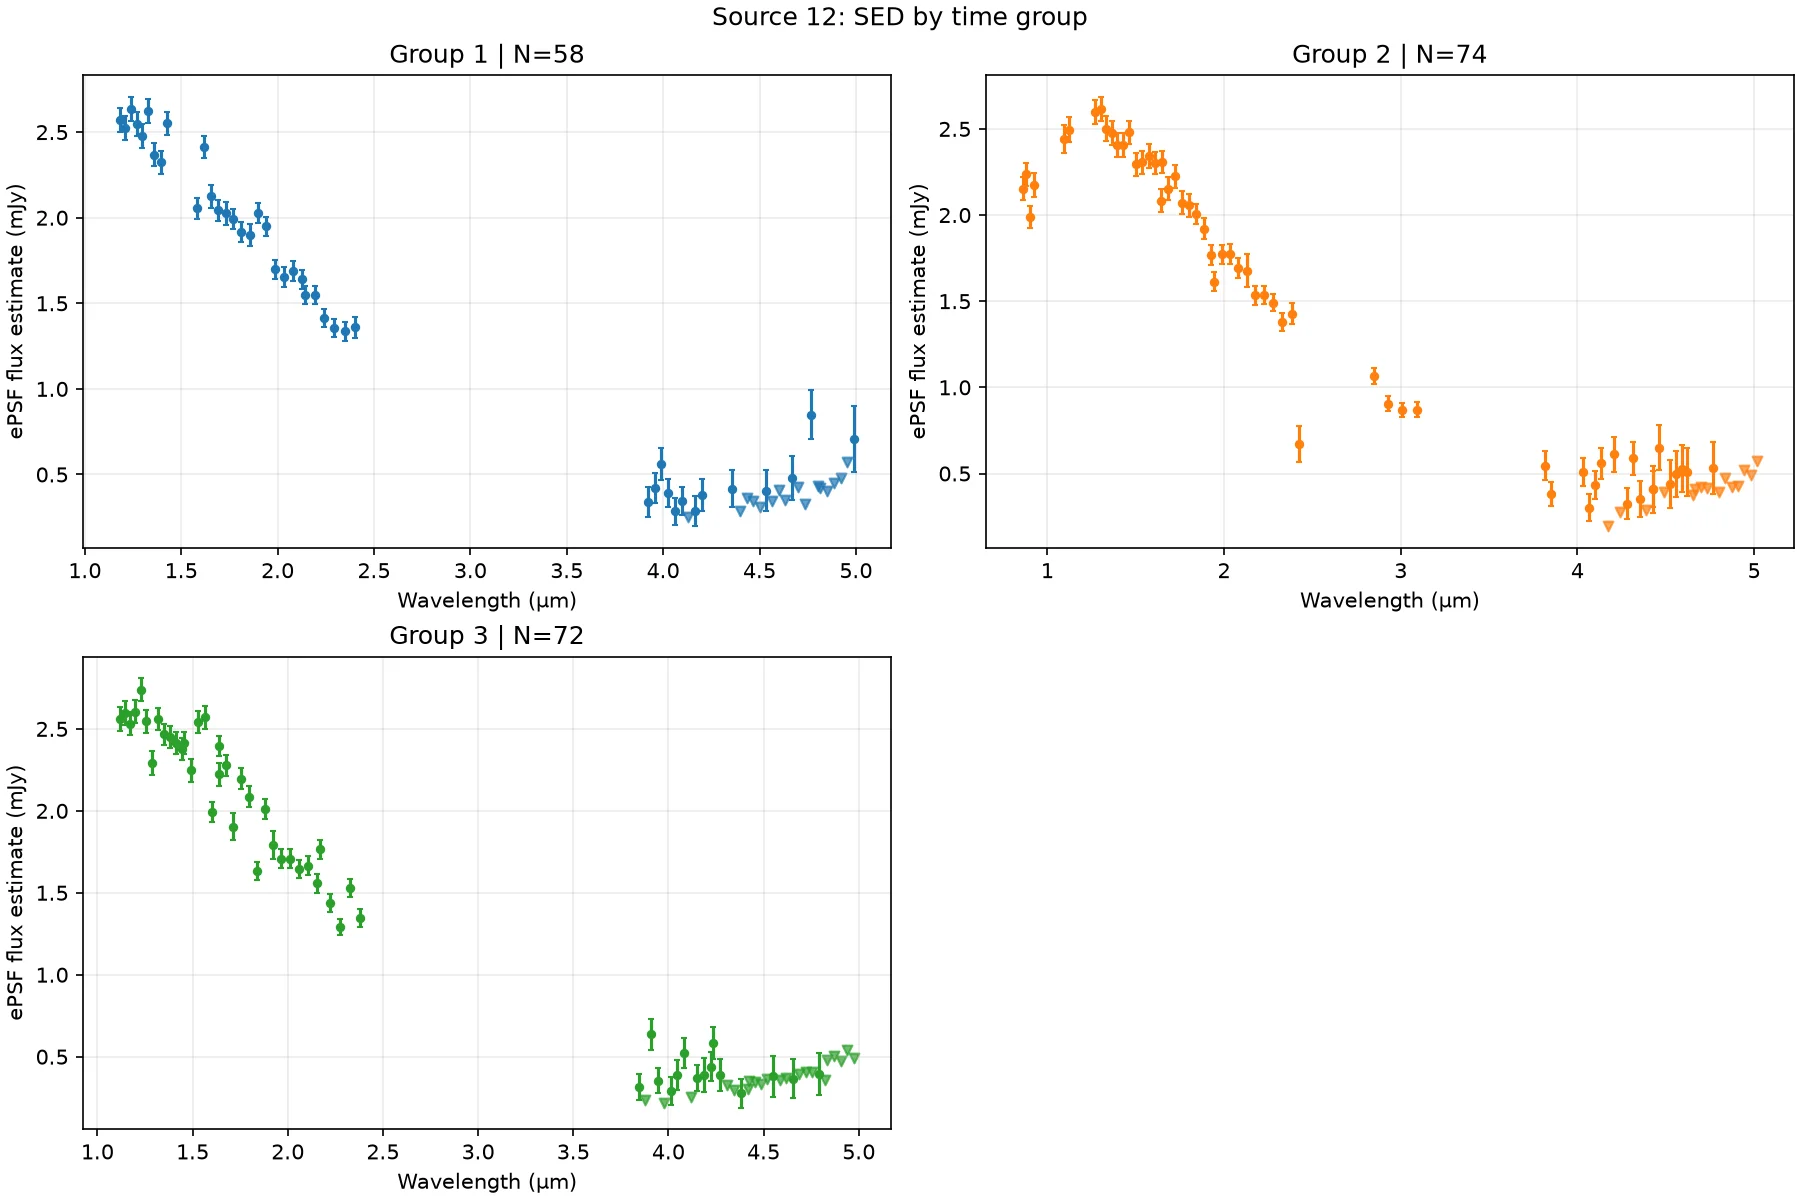 Source 12: SED by time group
Group 1 | N=58
ePSF flux estimate (mJy)
2.5
2.0
1.5
1.0
0.5
1.0 1.5 2.0 2.5 3.0 3.5 4.0 4.5 5.0
Wavelength (µm)
Group 2 | N=74
ePSF flux estimate (mJy)
2.5
2.0
1.5
1.0
0.5
1 2 3 4 5
Wavelength (µm)
Group 3 | N=72
ePSF flux estimate (mJy)
2.5
2.0
1.5
1.0
0.5
1.0 1.5 2.0 2.5 3.0 3.5 4.0 4.5 5.0
Wavelength (µm)